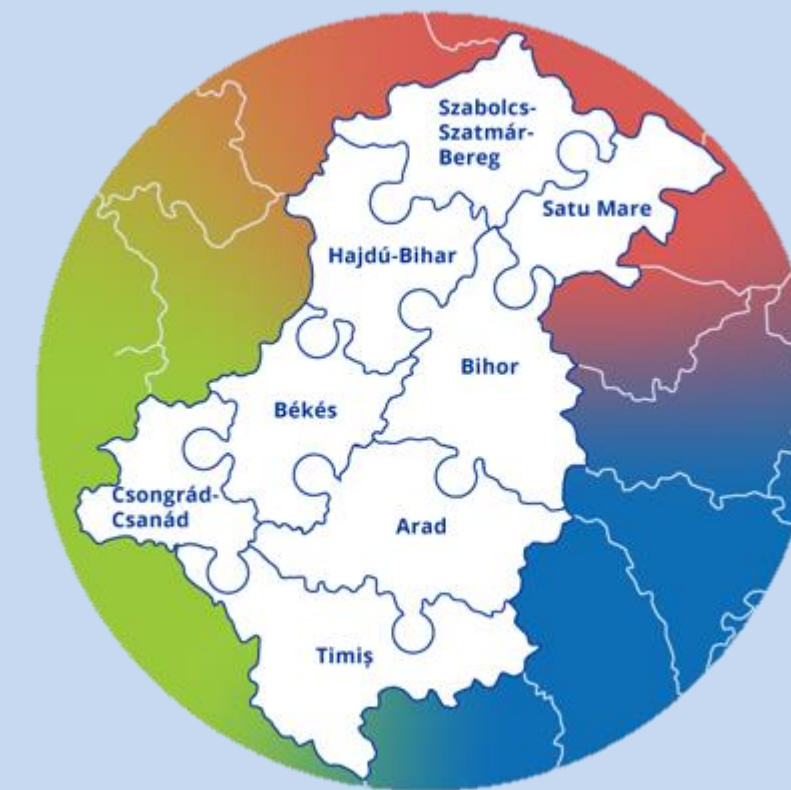 Szabolcs-
Szatmár-
Bereg
Satu Mare
Hajdú-Bihar
Bihor
Békés
Csongrád-
Csanád
Arad
Timiș